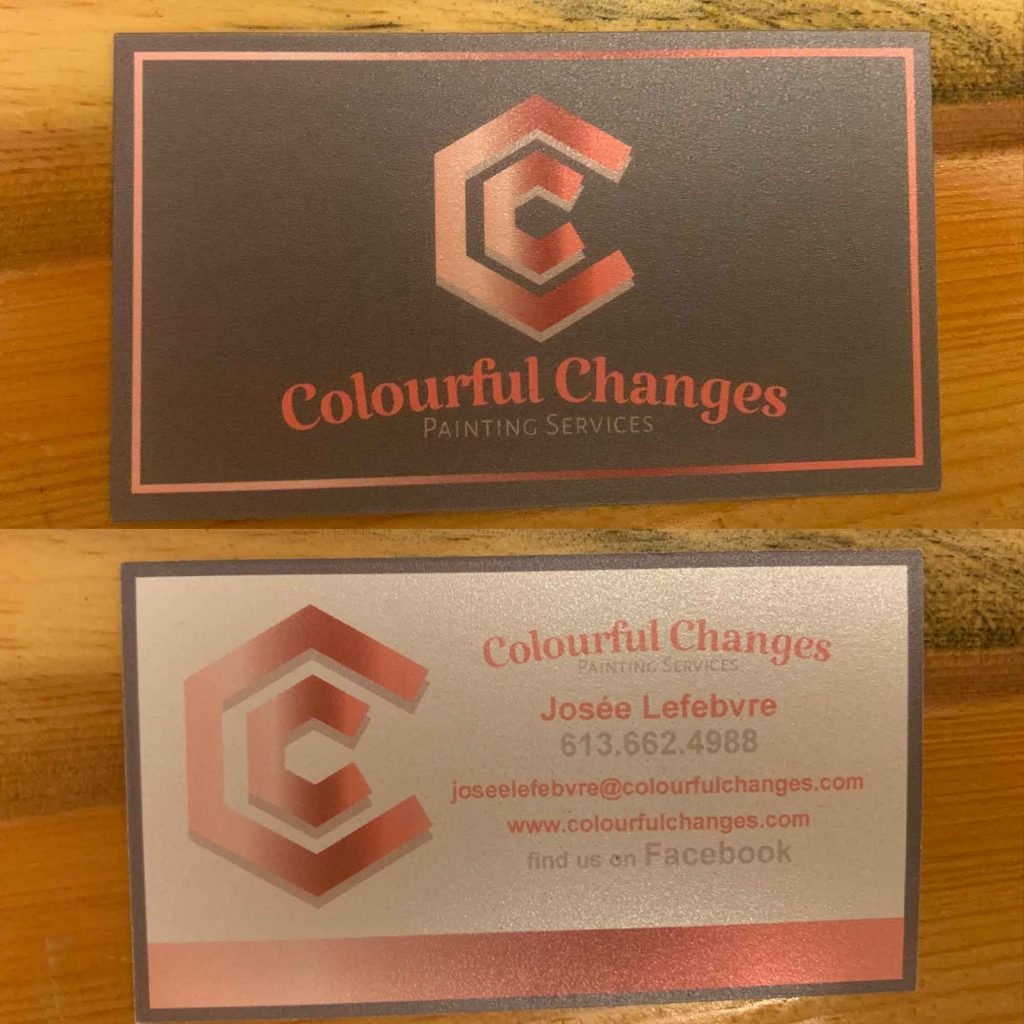 Colourful Changes
Painting Services
Colourful Changes
Painting Services
Josée Lefebvre
613.662.4988
joseelefebvre@colourfulchanges.com
www.colourfulchanges.com
find us on Facebook